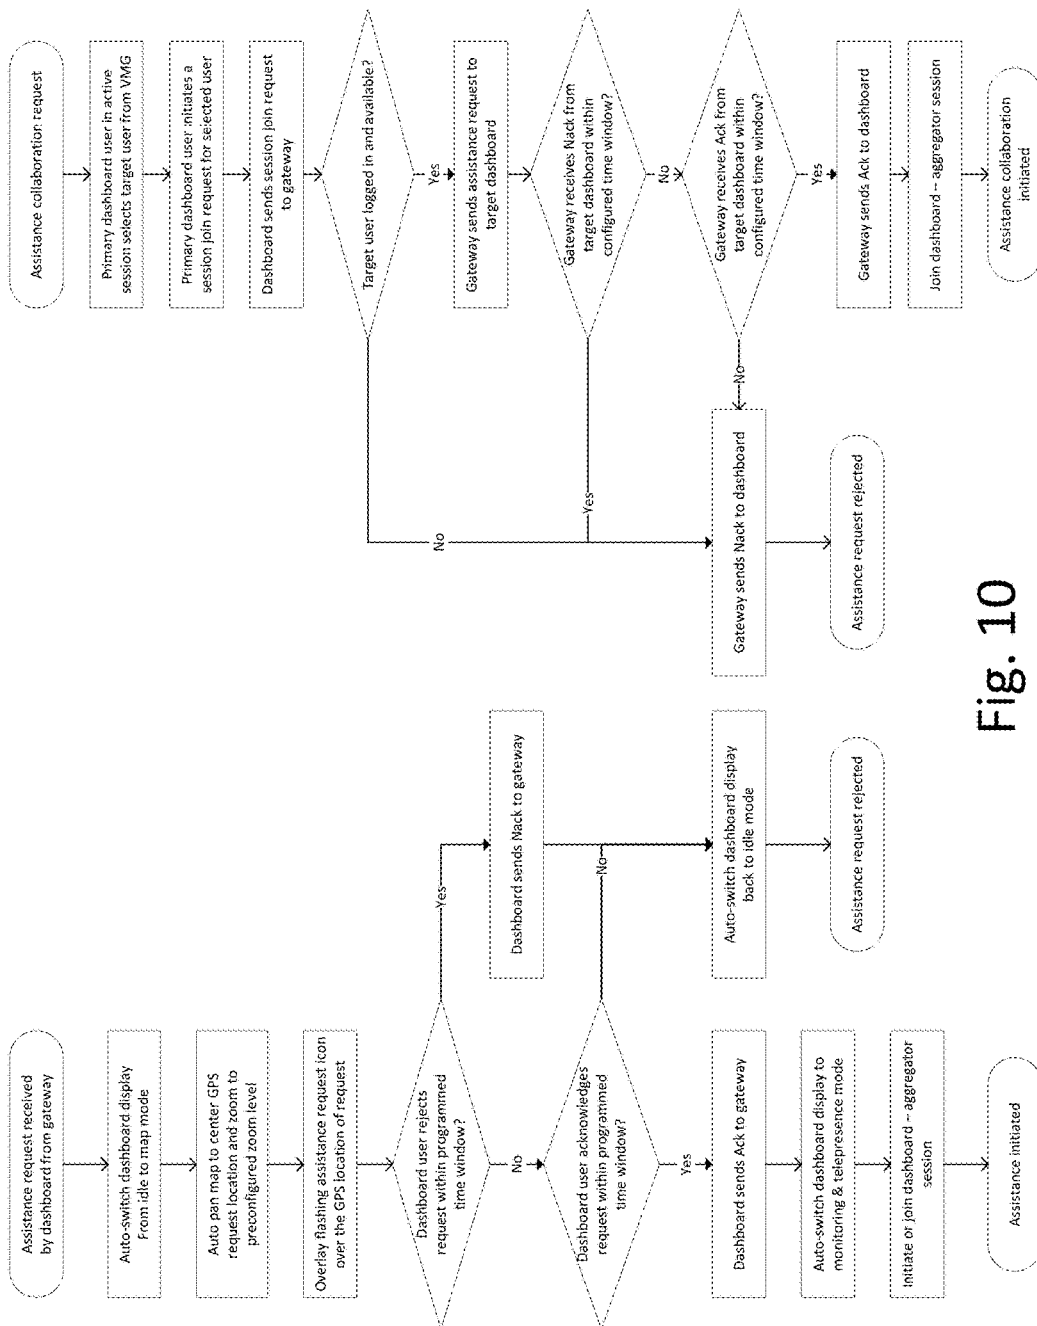 Assistance request received
by dashboard from gateway
Auto-switch dashboard display
From idle to map mode
Auto pan map to center GPS
request location and zoom to
preconfigured zoom level
Overlay flashing assistance request icon
over the GPS location of request
Dashboard user rejects
request within programmed
time window?
Yes
No
Dashboard sends Nack to gateway
Dashboard user acknowledges
request within programmed
time window?
No
Yes
Auto-switch dashboard display
back to idle mode
Assistance request rejected
Dashboard sends Ack to gateway
Auto-switch dashboard display to
monitoring & telepresence mode
Initiate or join dashboard – aggregator
session
Assistance initiated
Assistance collaboration request
Primary dashboard user in active
session selects target user from VMG
Primary dashboard user initiates a
session join request for selected user
Dashboard sends session join request
to gateway
Target user logged in and available?
No
Yes
Gateway sends assistance request to
target dashboard
Gateway receives Nack from
target dashboard within
configured time window?
Yes
No
Gateway receives Ack from
target dashboard within
configured time window?
No
Yes
Gateway sends Nack to dashboard
Assistance request rejected
Gateway sends Ack to dashboard
Join dashboard – aggregator session
Assistance collaboration
initiated
Fig. 10